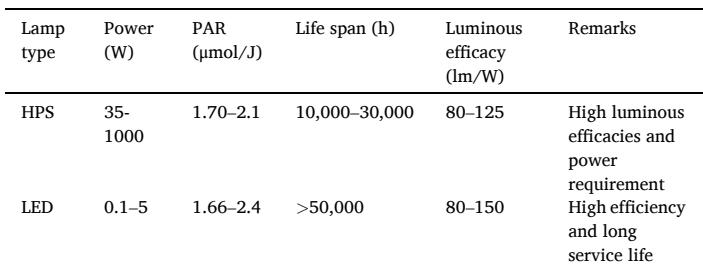 Lamp type Power (W) PAR (μmol/J) Life span (h) Luminous efficacy (lm/W) Remarks
HPS 35-1000 1.70–2.1 10,000–30,000 80–125 High luminous efficacies and power requirement
LED 0.1–5 1.66–2.4 >50,000 80–150 High efficiency and long service life